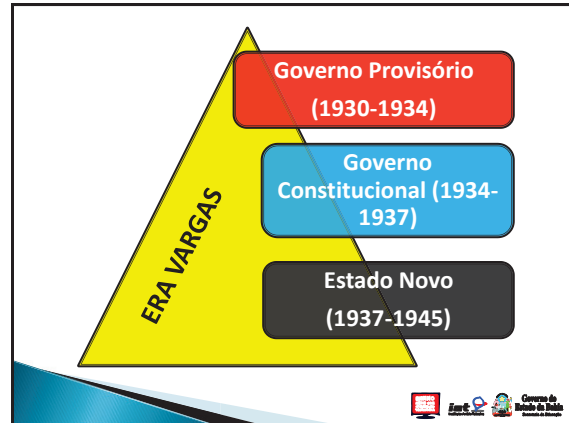 Governo Provisório
(1930-1934)
Governo
Constitucional (1934-
1937)
ERA VARGAS
Estado Novo
(1937-1945)
Governo do
Estado da Bahia